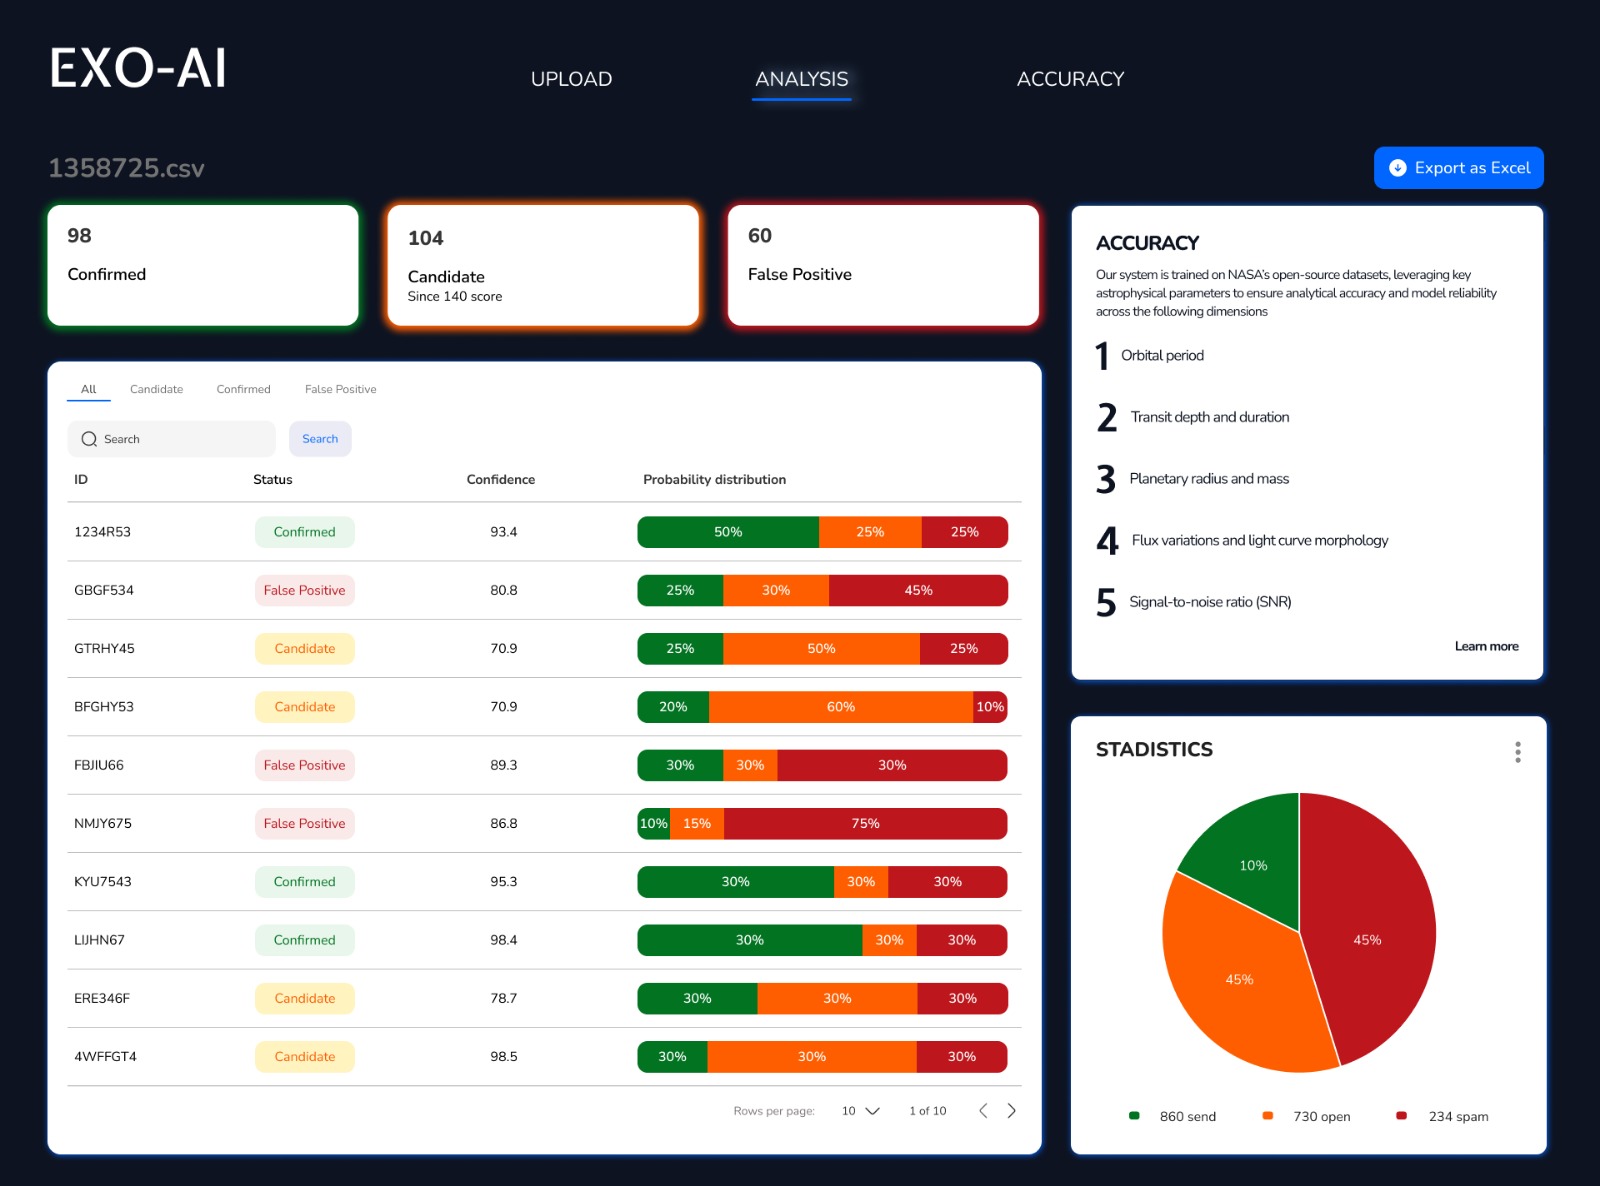 EXO-AI
UPLOAD
ANALYSIS
ACCURACY
1358725.csv
Export as Excel
98
Confirmed
104
Candidate
Since 140 score
60
False Positive
ACCURACY
Our system is trained on NASA's open-source datasets, leveraging key
astrophysical parameters to ensure analytical accuracy and model reliability
across the following dimensions
1 Orbital period
2 Transit depth and duration
3 Planetary radius and mass
4 Flux variations and light curve morphology
5 Signal-to-noise ratio (SNR)
Learn more
All Candidate Confirmed False Positive
Search Search
ID Status Confidence Probability distribution
1234R53 Confirmed 93.4 50% 25% 25%
GBGF534 False Positive 80.8 25% 30% 45%
GTRHY45 Candidate 70.9 25% 50% 25%
BFGHY53 Candidate 70.9 20% 60% 10%
FBJIU66 False Positive 89.3 30% 30% 30%
NMJY675 False Positive 86.8 10% 15% 75%
KYU7543 Confirmed 95.3 30% 30% 30%
LIJHN67 Confirmed 98.4 30% 30% 30%
ERE346F Candidate 78.7 30% 30% 30%
4WFFGT4 Candidate 98.5 30% 30% 30%
Rows per page: 10 1 of 10
STADISTICS
10%
45%
45%
860 send 730 open 234 spam